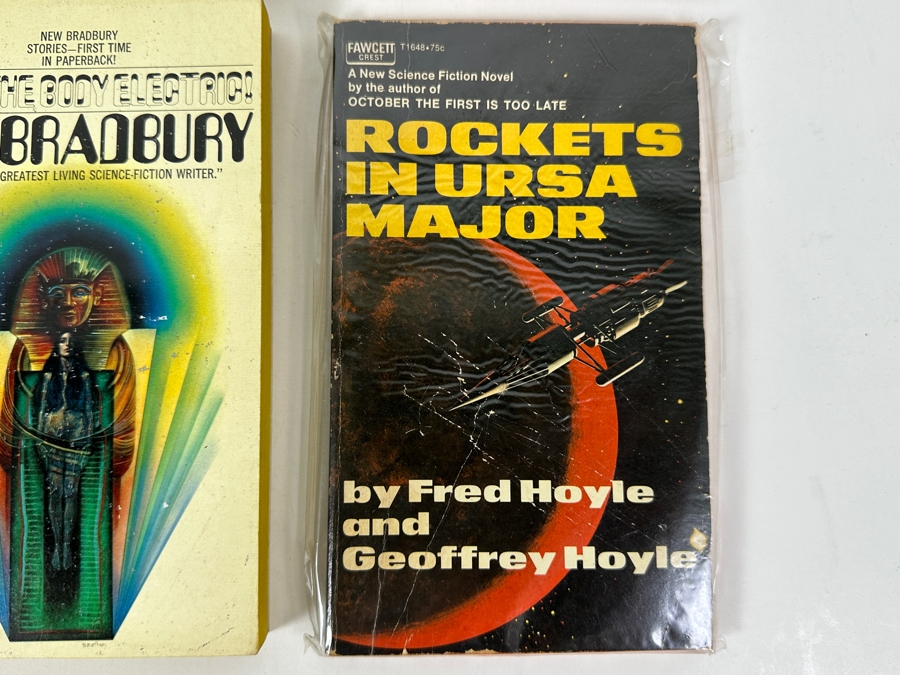 NEW BRADBURY
STORIES—FIRST TIME
IN PAPERBACK!
THE BODY ELECTRIC!
BRADBURY
GREATEST LIVING SCIENCE-FICTION WRITER."
FAWCETT
CREST
T1648•75c
A New Science Fiction Novel
by the author of
OCTOBER THE FIRST IS TOO LATE
ROCKETS
IN URSA
MAJOR
by Fred Hoyle
and
Geoffrey Hoyle